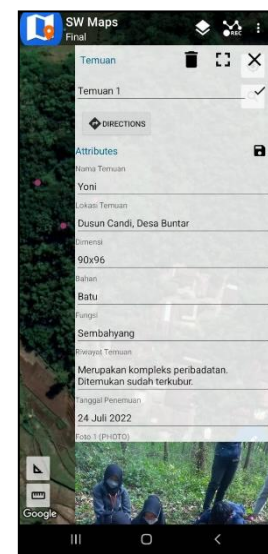 SW Maps
Final
REC
Temuan
Temuan 1
DIRECTIONS
Attributes
Nama Temuan
Yoni
Lokasi Temuan
Dusun Candi, Desa Buntar
Dimensi
90x96
Bahan
Batu
Fungsi
Sembahyang
Riwayat Temuan
Merupakan kompleks peribadatan.
Ditemukan sudah terkubur.
Tanggal Penemuan
24 Juli 2022
Foto 1 (PHOTO)
Google